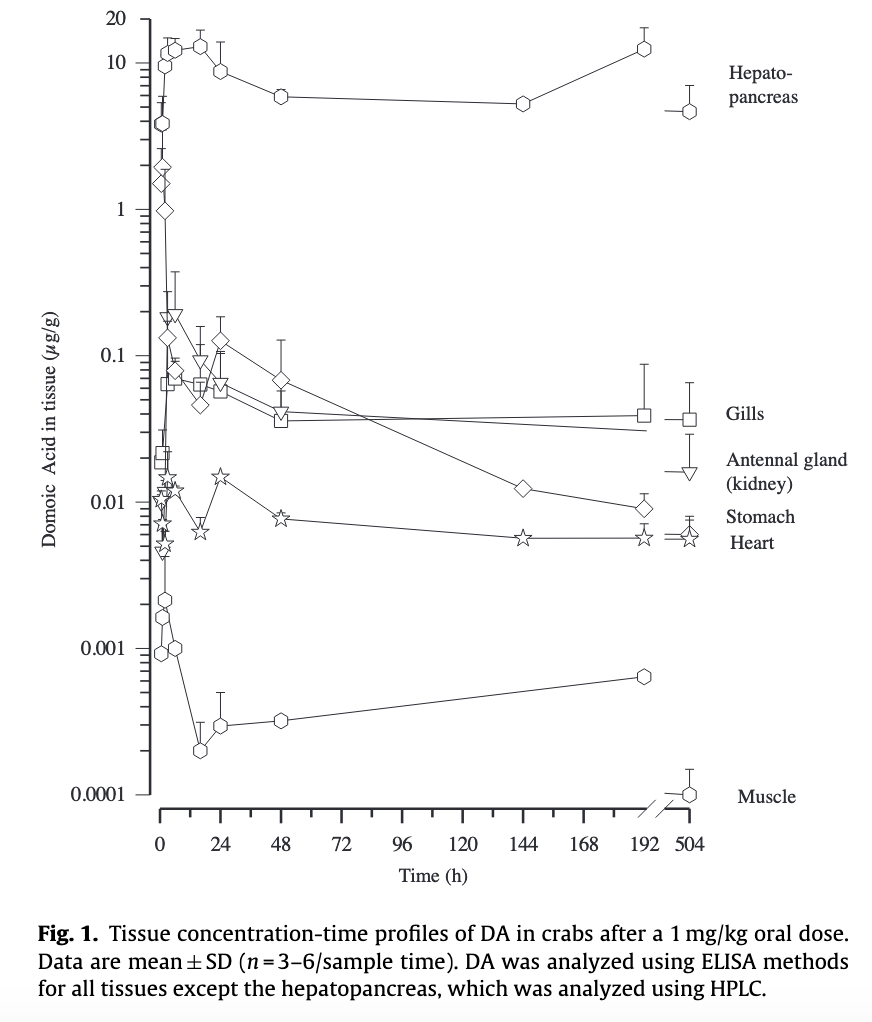 20
10
1
0.1
0.01
0.001
0.0001
Domoic Acid in tissue (µg/g)
Hepato-
pancreas
Gills
Antennal gland
(kidney)
Stomach
Heart
Muscle
0 24 48 72 96 120 144 168 192 504
Time (h)
Fig. 1. Tissue concentration-time profiles of DA in crabs after a 1 mg/kg oral dose.
Data are mean ± SD (n = 3–6/sample time). DA was analyzed using ELISA methods
for all tissues except the hepatopancreas, which was analyzed using HPLC.